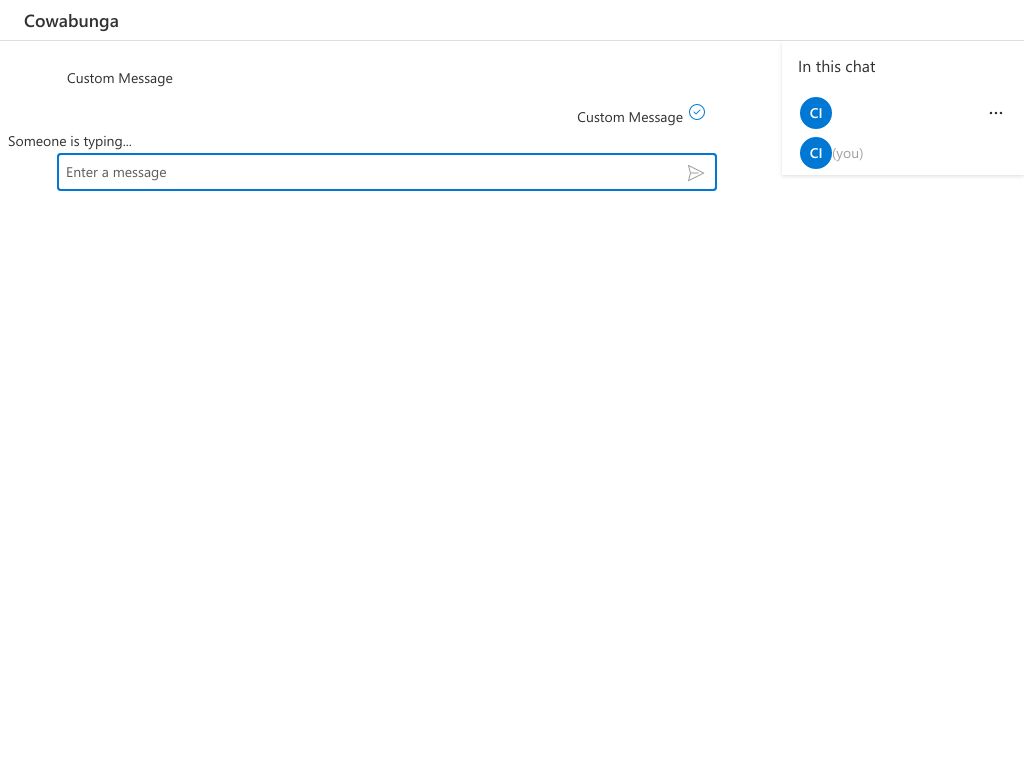 Cowabunga
Custom Message
Custom Message
Someone is typing...
Enter a message
In this chat
CI
CI (you)